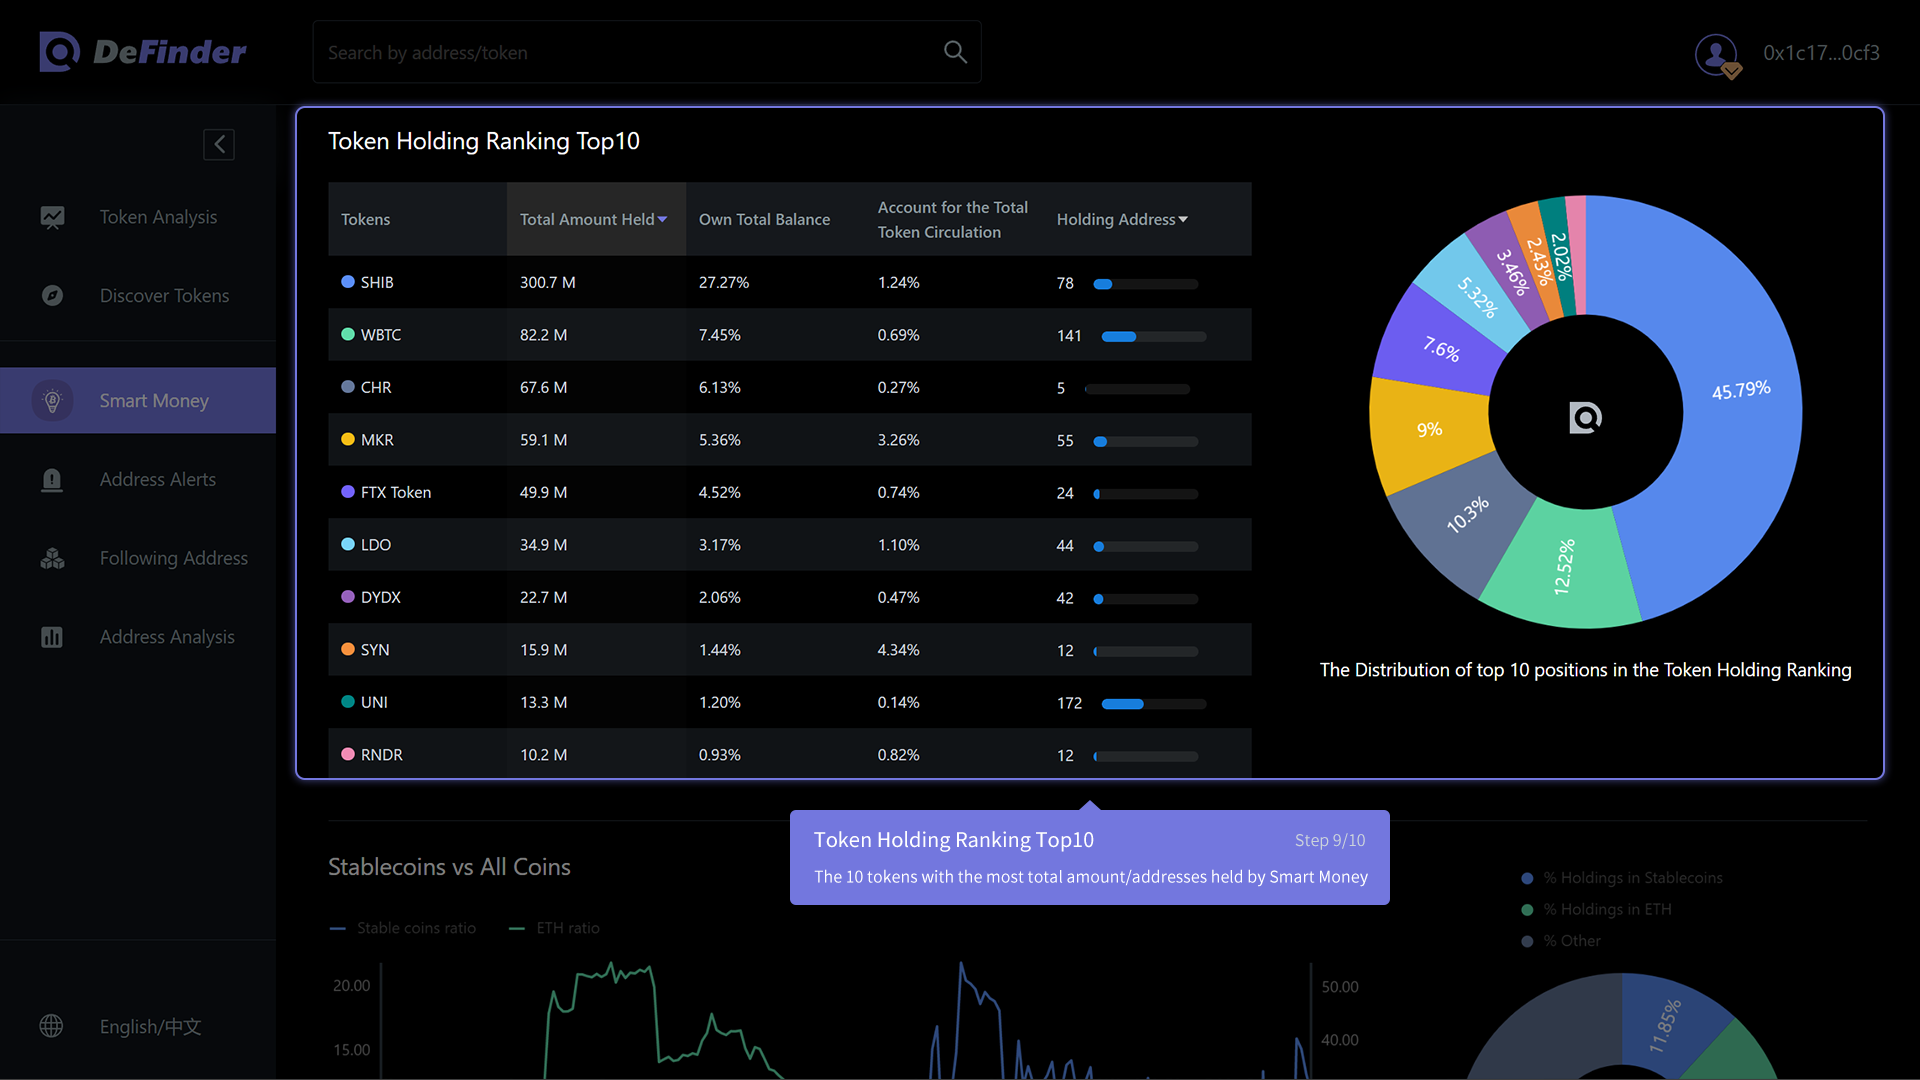 DeFinder
Search by address/token
0x1c17...0cf3
Token Analysis
Discover Tokens
Smart Money
Address Alerts
Following Address
Address Analysis
English/中文
Token Holding Ranking Top10
Tokens Total Amount Held Own Total Balance Account for the Total Token Circulation Holding Address
SHIB 300.7 M 27.27% 1.24% 78
WBTC 82.2 M 7.45% 0.69% 141
CHR 67.6 M 6.13% 0.27% 5
MKR 59.1 M 5.36% 3.26% 55
FTX Token 49.9 M 4.52% 0.74% 24
LDO 34.9 M 3.17% 1.10% 44
DYDX 22.7 M 2.06% 0.47% 42
SYN 15.9 M 1.44% 4.34% 12
UNI 13.3 M 1.20% 0.14% 172
RNDR 10.2 M 0.93% 0.82% 12
45.79%
12.52%
10.3%
9%
7.6%
5.32%
3.46%
2.43%
2.02%
The Distribution of top 10 positions in the Token Holding Ranking
Token Holding Ranking Top10 Step 9/10
The 10 tokens with the most total amount/addresses held by Smart Money
Stablecoins vs All Coins
Stable coins ratio ETH ratio
20.00
15.00
50.00
40.00
% Holdings in Stablecoins
% Holdings in ETH
% Other
11.85%